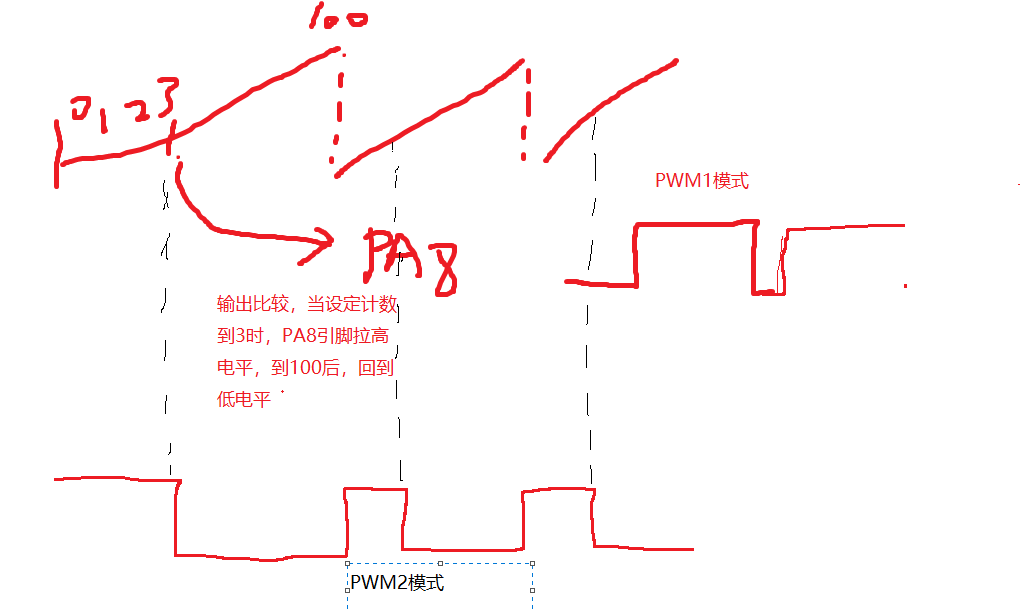 100
0, 1, 2 3
PWM1模式
PA8
输出比较，当设定计数
到3时，PA8引脚拉高
电平，到100后，回到
低电平
PWM2模式